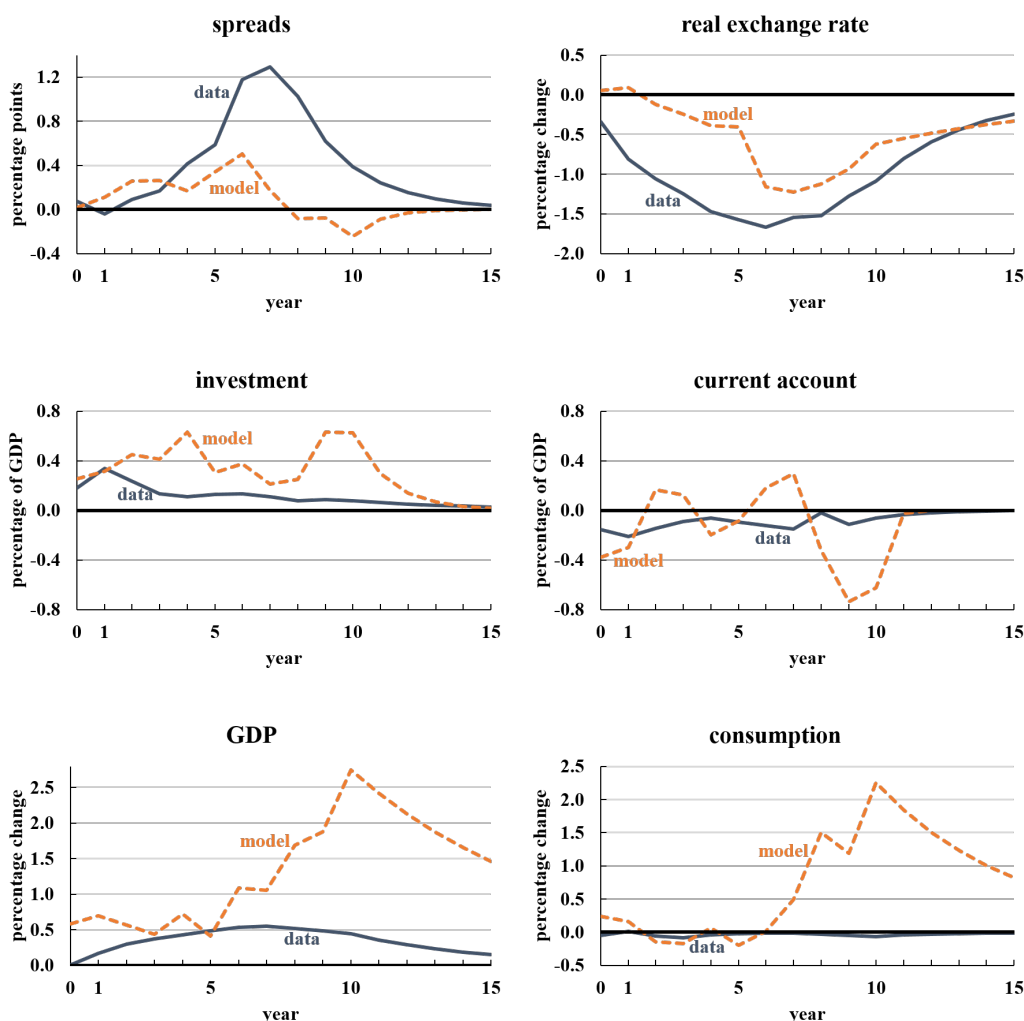 spreads
percentage points
1.2
0.8
0.4
0.0
-0.4
data
model
0 1 5 10 15
year
real exchange rate
percentage change
0.5
0.0
-0.5
-1.0
-1.5
-2.0
model
data
0 1 5 10 15
year
investment
percentage of GDP
0.8
0.4
0.0
-0.4
-0.8
model
data
0 1 5 10 15
year
current account
percentage of GDP
0.8
0.4
0.0
-0.4
-0.8
data
model
0 1 5 10 15
year
GDP
percentage change
2.5
2.0
1.5
1.0
0.5
0.0
model
data
0 1 5 10 15
year
consumption
percentage change
2.5
2.0
1.5
1.0
0.5
0.0
-0.5
model
data
0 1 5 10 15
year